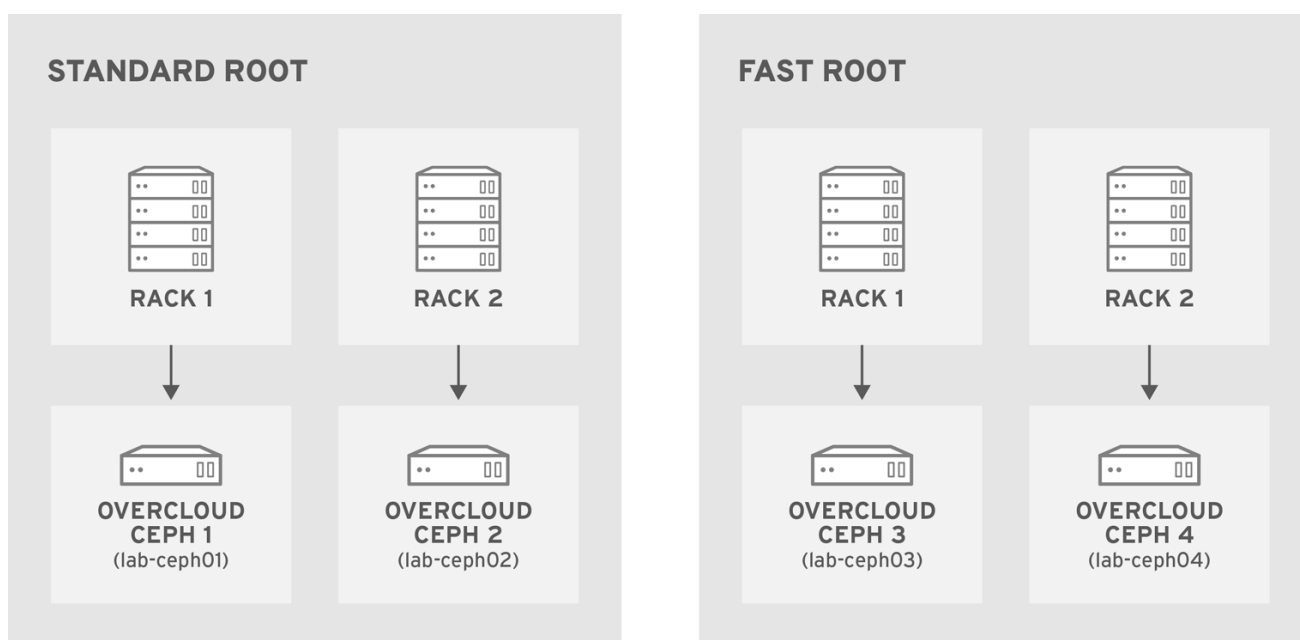 STANDARD ROOT
RACK 1
RACK 2
OVERCLOUD
CEPH 1
(lab-ceph01)
OVERCLOUD
CEPH 2
(lab-ceph02)
FAST ROOT
RACK 1
RACK 2
OVERCLOUD
CEPH 3
(lab-ceph03)
OVERCLOUD
CEPH 4
(lab-ceph04)